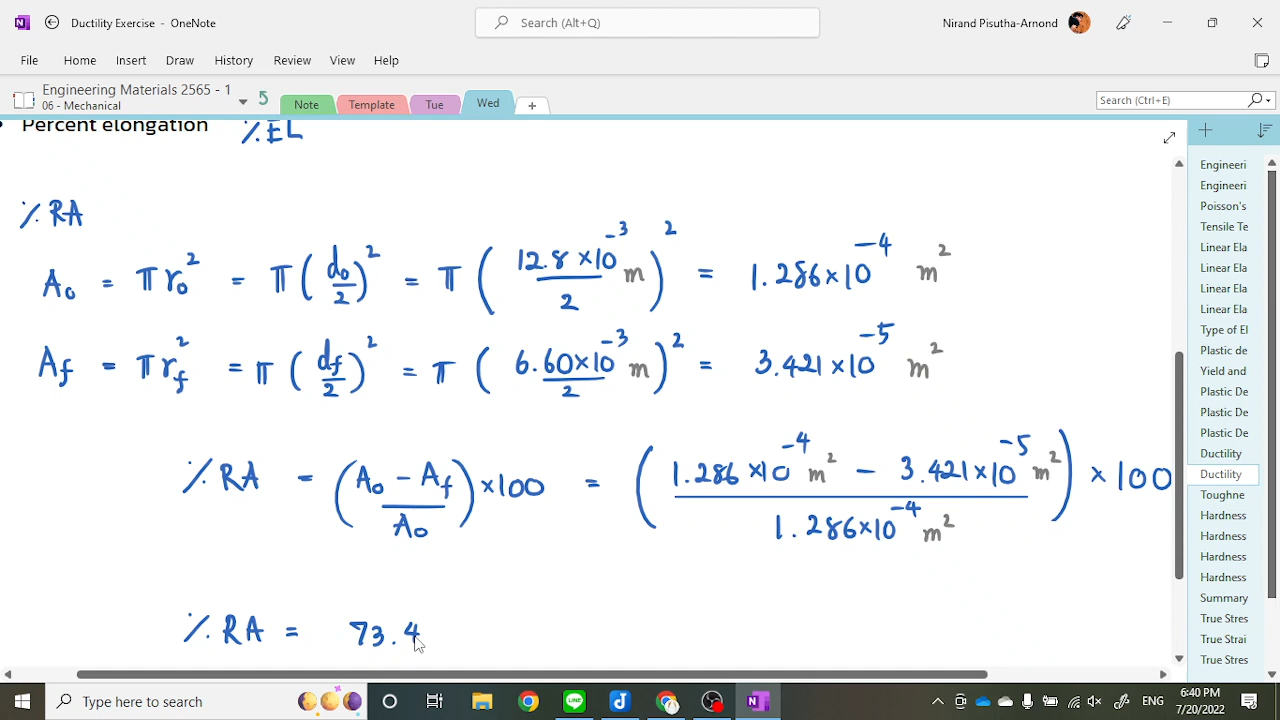 Ductility Exercise - OneNote
Search (Alt+Q)
Nirand Pisutha-Arnond
File Home Insert Draw History Review View Help
Engineering Materials 2565 - 1
06 - Mechanical
Note Template Tue Wed +
Search (Ctrl+E)
• Percent elongation %EL
% RA
A₀ = πr₀² = π(d₀/2)² = π(12.8×10⁻³ m/2)² = 1.286×10⁻⁴ m²
A_f = πr_f² = π(d_f/2)² = π(6.60×10⁻³ m/2)² = 3.421×10⁻⁵ m²
% RA = (A₀ - A_f/A₀)×100 = (1.286×10⁻⁴ m² - 3.421×10⁻⁵ m²/1.286×10⁻⁴ m²) × 100
% RA = 73.4
Engineeri
Engineeri
Poisson's
Tensile Te
Linear Ela
Linear Ela
Linear Ela
Linear Ela
Type of El
Plastic de
Yield and
Plastic De
Plastic De
Plastic De
Ductility
Ductility
Toughne
Hardness
Hardness
Hardness
Hardness
Summary
True Stres
True Strai
True Stres
Type here to search
ENG
6:40 PM
7/20/2022